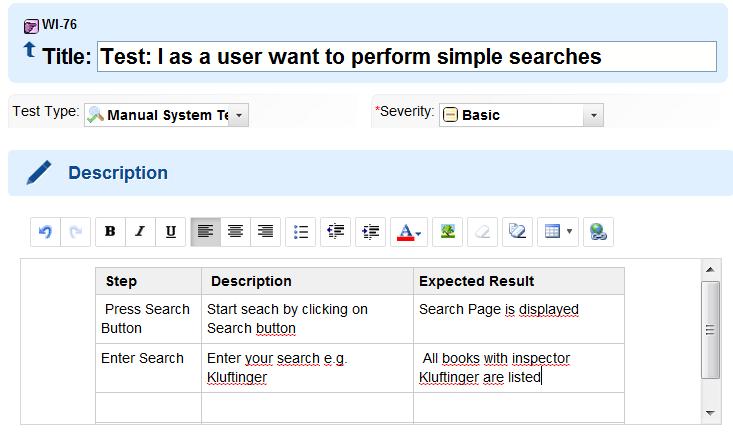 WI-76
Title: Test: I as a user want to perform simple searches
Test Type: Manual System Te *Severity: Basic
Description
B I U A
Step Description Expected Result
Press Search Start seach by clicking on Search Page is displayed
Button Search button
Enter Search Enter your search e.g. All books with inspector
Kluftinger Kluftinger are listed